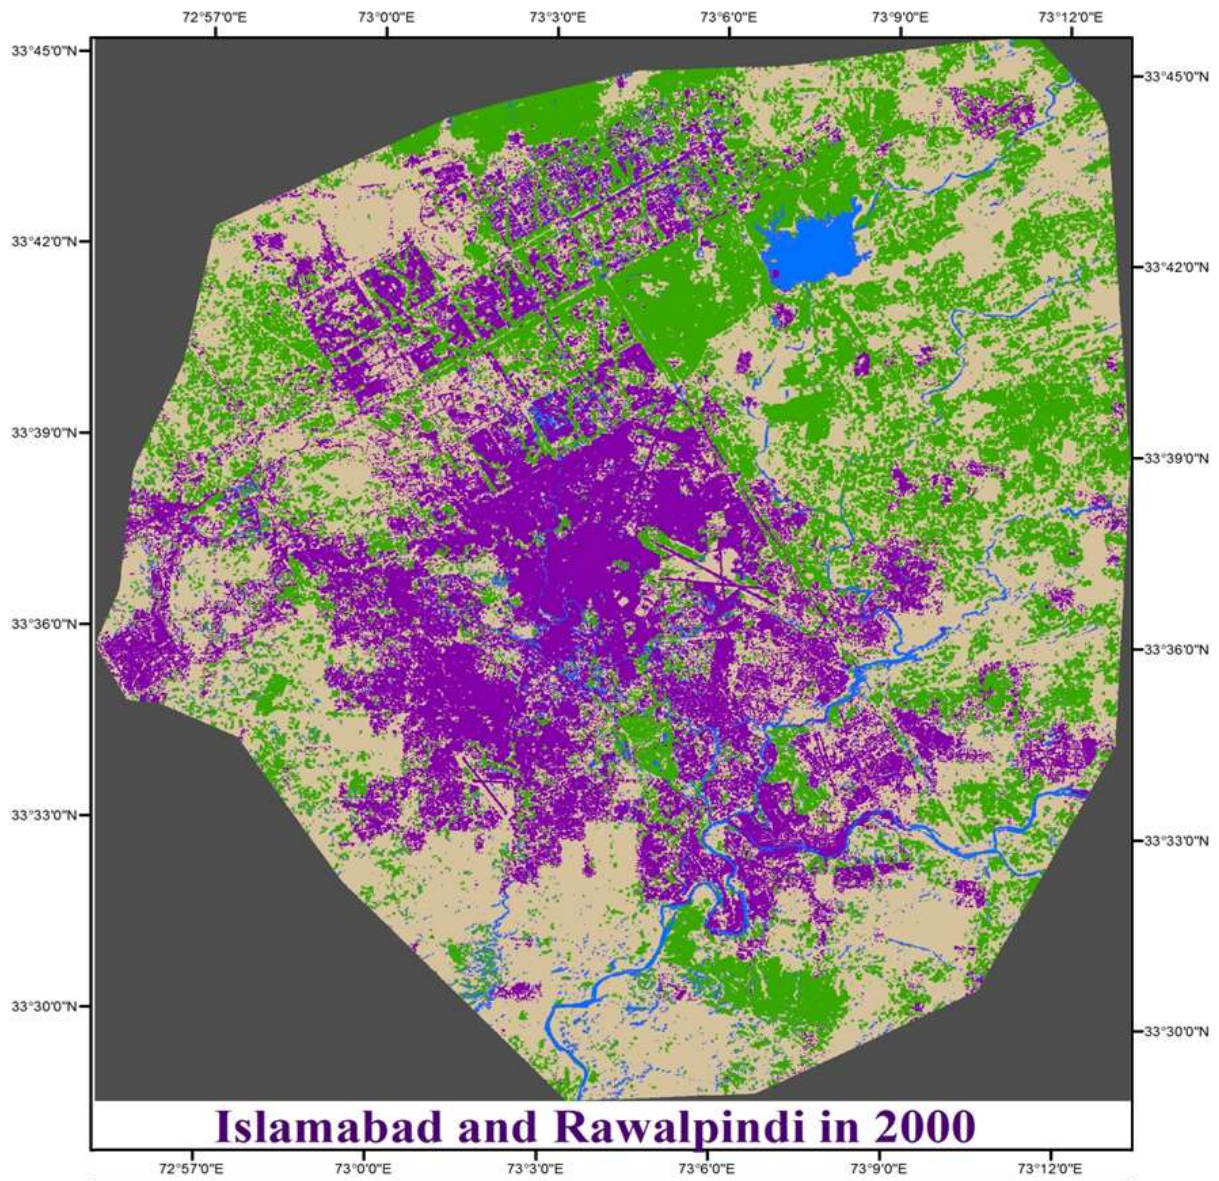 72°57'0"E 73°0'0"E 73°3'0"E 73°6'0"E 73°9'0"E 73°12'0"E
33°45'0"N 33°45'0"N
33°42'0"N 33°42'0"N
33°39'0"N 33°39'0"N
33°36'0"N 33°36'0"N
33°33'0"N 33°33'0"N
33°30'0"N 33°30'0"N
Islamabad and Rawalpindi in 2000
72°57'0"E 73°0'0"E 73°3'0"E 73°6'0"E 73°9'0"E 73°12'0"E